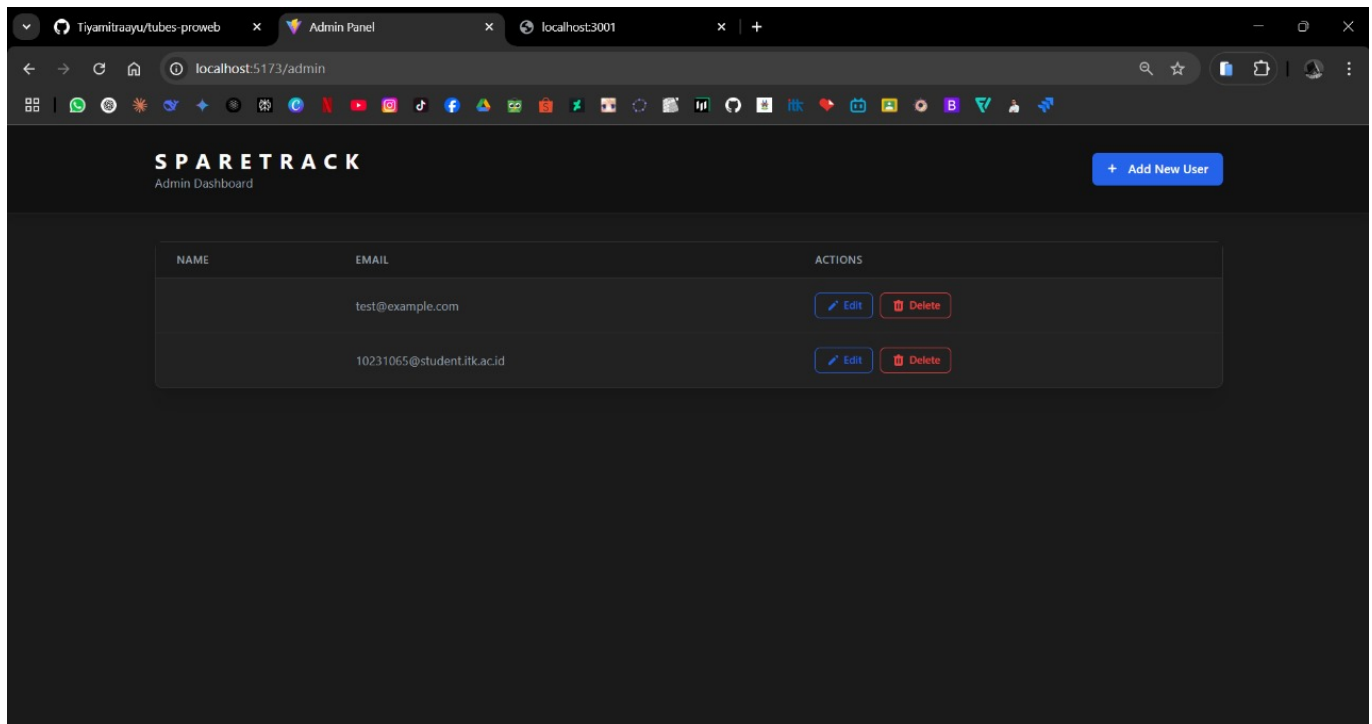 Tiyamitraayu/tubes-proweb
Admin Panel
localhost:3001
localhost:5173/admin
SPARETRACK
Admin Dashboard
+ Add New User
NAME EMAIL ACTIONS
test@example.com Edit Delete
10231065@student.itk.ac.id Edit Delete